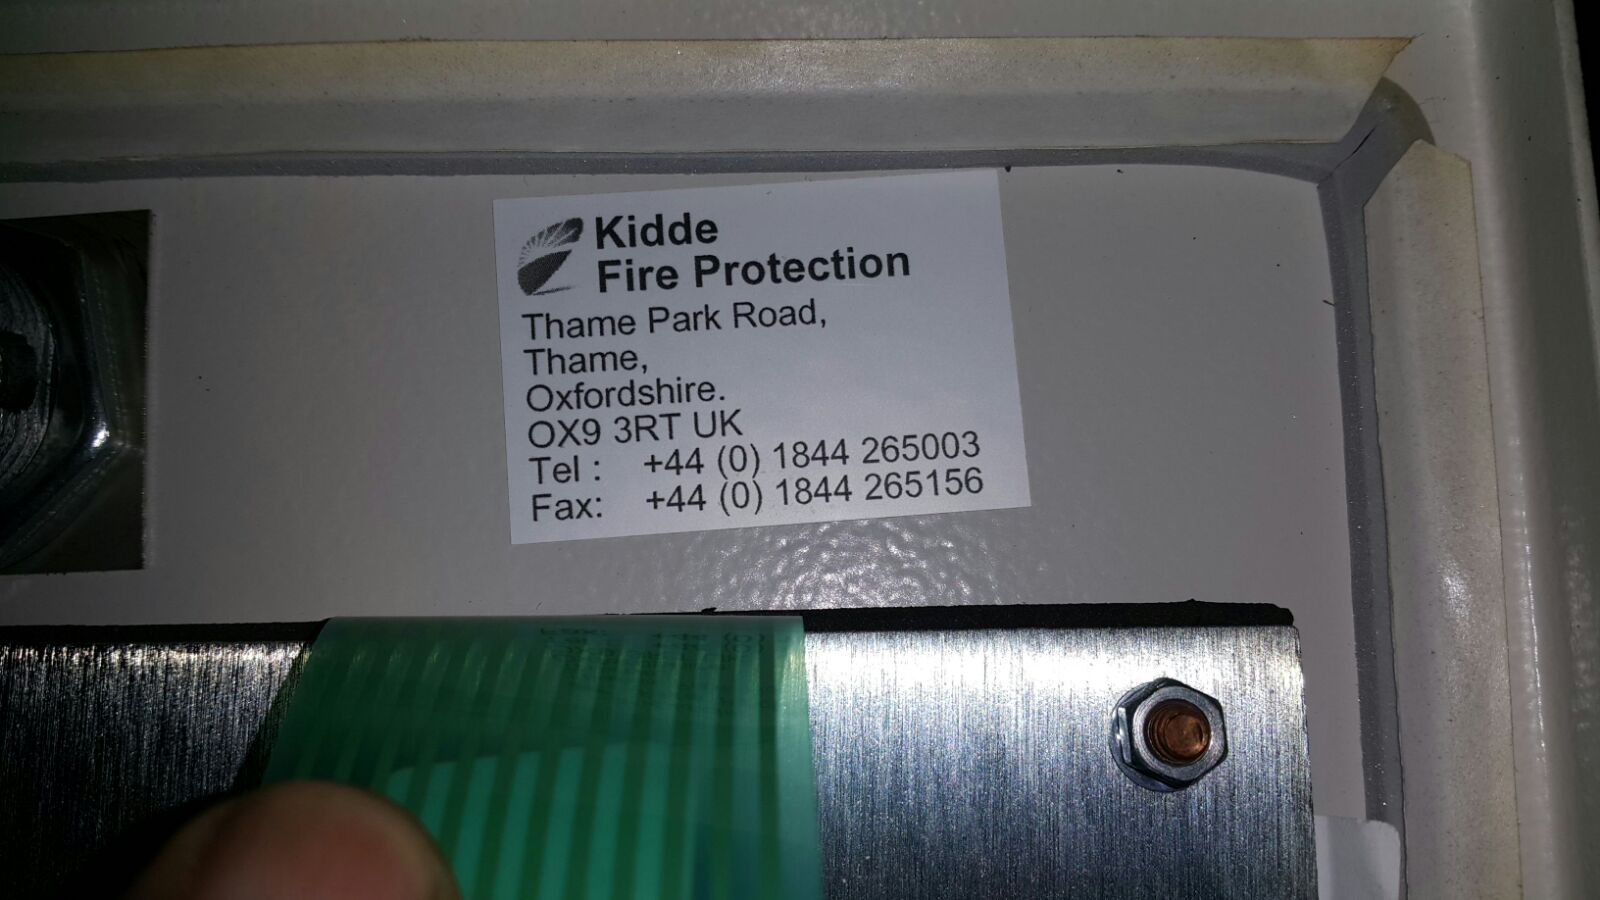 Kidde
Fire Protection
Thame Park Road,
Thame,
Oxfordshire.
OX9 3RT UK
Tel : +44 (0) 1844 265003
Fax: +44 (0) 1844 265156